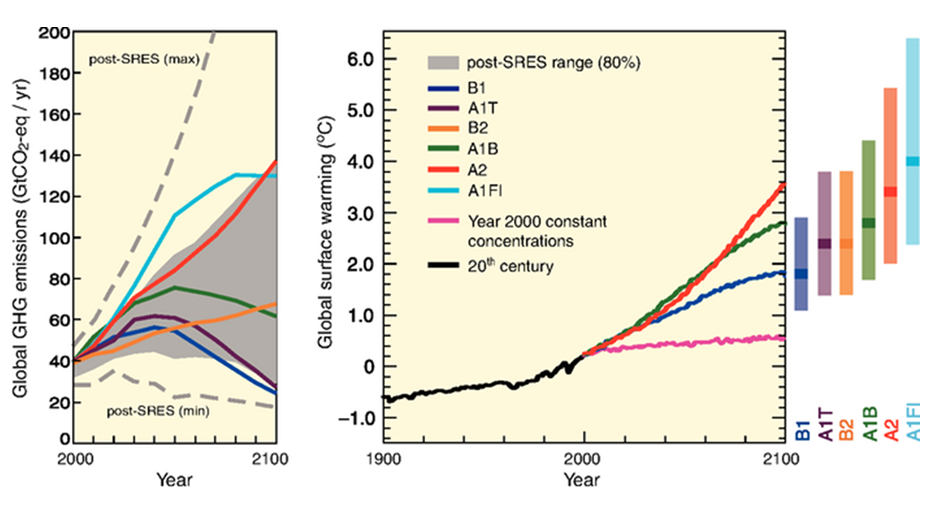 Global GHG emissions (GtCO2-eq / yr)
200
180
160
140
120
100
80
60
40
20
0
post-SRES (max)
post-SRES (min)
2000
2100
Year
Global surface warming (°C)
6.0
5.0
4.0
3.0
2.0
1.0
0
−1.0
post-SRES range (80%)
B1
A1T
B2
A1B
A2
A1FI
Year 2000 constant
concentrations
20th century
1900
2000
2100
Year
B1
A1T
B2
A1B
A2
A1FI